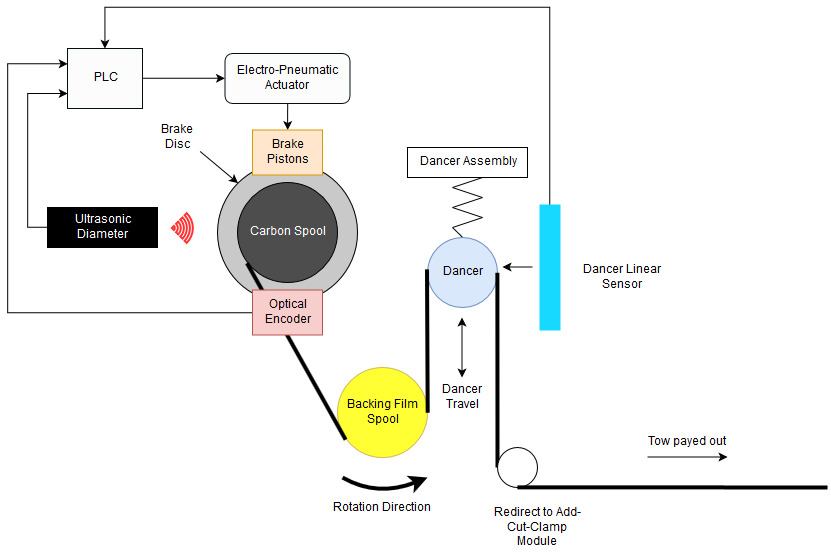 PLC
Electro-Pneumatic
Actuator
Brake
Disc
Brake
Pistons
Dancer Assembly
Ultrasonic
Diameter
Carbon Spool
Dancer
Dancer Linear
Sensor
Optical
Encoder
Dancer
Travel
Backing Film
Spool
Tow payed out
Rotation Direction
Redirect to Add-
Cut-Clamp
Module